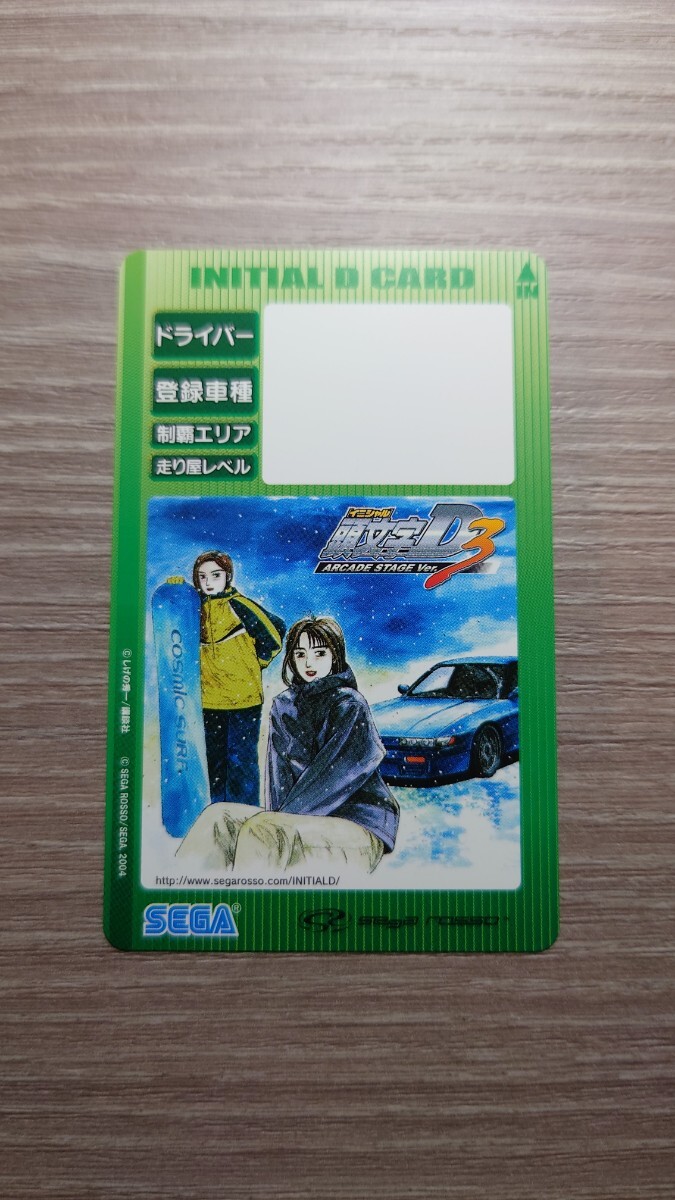 INITIAL D CARD
IN
ドライバー
登録車種
制覇エリア
走り屋レベル
イニシャル
頭文字D3
ARCADE STAGE Ver.
COSMIC SURF
©しげの秀一/講談社
© SEGA ROSSO/SEGA, 2004
http://www.segarosso.com/INITIALD/
SEGA®
sega rosso